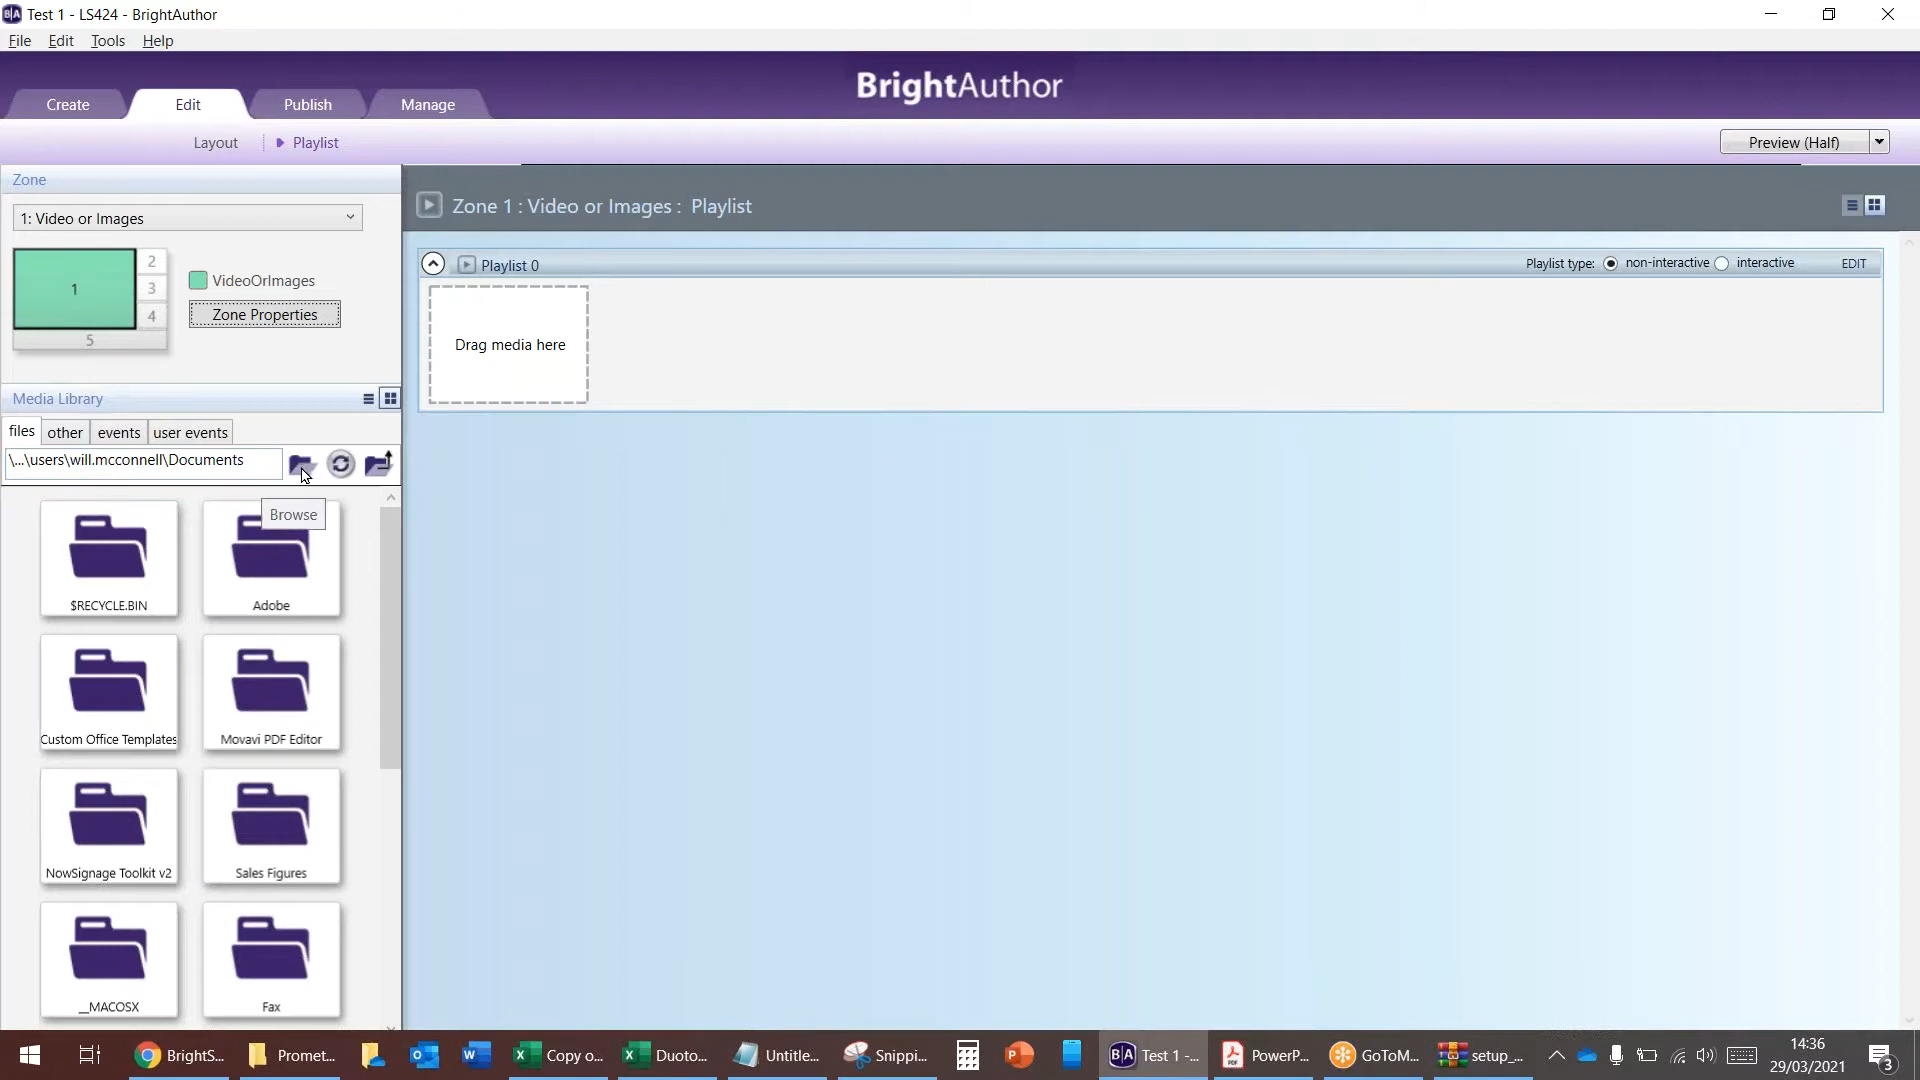 B|A Test 1 - LS424 - BrightAuthor
File Edit Tools Help
BrightAuthor
Create Edit Publish Manage
Layout Playlist Preview (Half)
Zone
1: Video or Images
Zone 1 : Video or Images : Playlist
1 2 3 4 5
VideoOrImages
Zone Properties
Playlist 0 Playlist type: non-interactive interactive EDIT
Drag media here
Media Library
files other events user events
\...\users\will.mcconnell\Documents
Browse
$RECYCLE.BIN Adobe
Custom Office Templates Movavi PDF Editor
NowSignage Toolkit v2 Sales Figures
__MACOSX Fax
BrightS... Promet... Copy o... Duoto... Untitle... Snippi... B|A Test 1 -... PowerP... GoToM... setup_... 14:36
29/03/2021 3